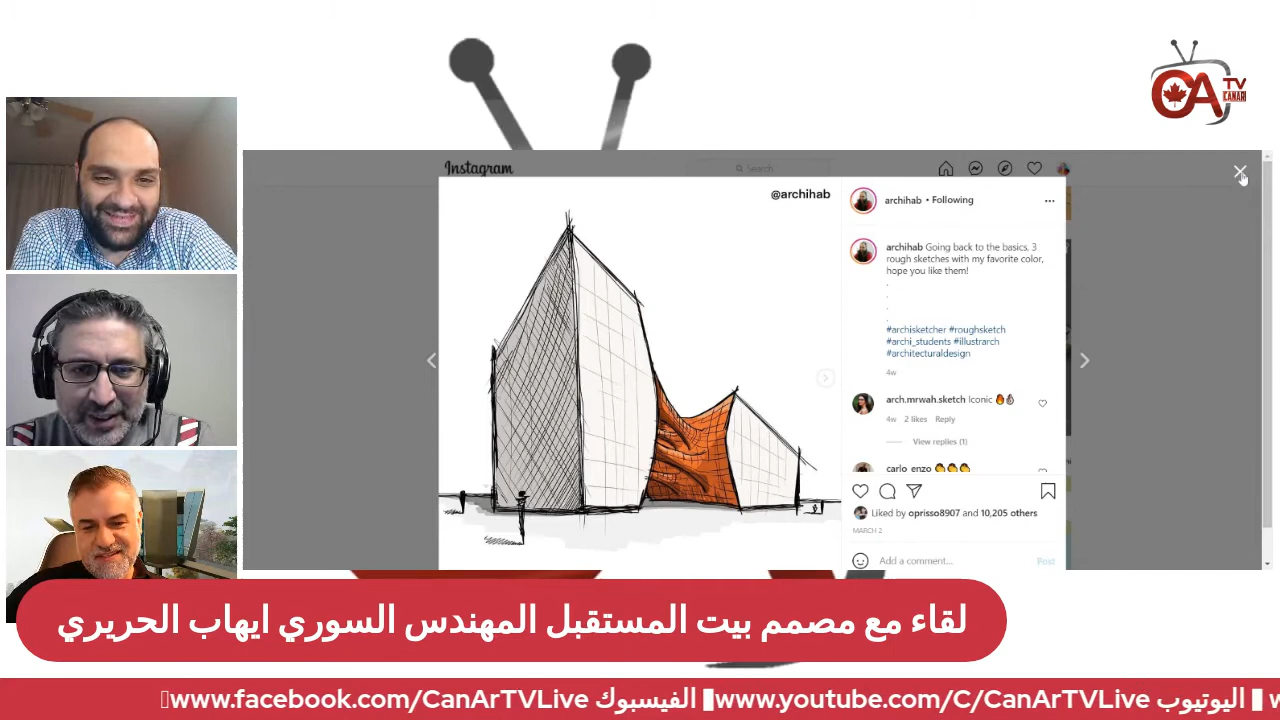 CA TV
CANAR
Instagram
Search
@archihab
archihab • Following
archihab Going back to the basics, 3
rough sketches with my favorite color,
hope you like them!
.
.
.
.
#archisketcher #roughsketch
#archi_students #illustrarch
#architecturaldesign
4w
arch.mrwah.sketch Iconic 🔥👌🏻
4w 2 likes Reply
View replies (1)
carlo_enzo 👏👏👏
Liked by oprisso8907 and 10,205 others
MARCH 2
Add a comment...
Post
لقاء مع مصمم بيت المستقبل المهندس السوري ايهاب الحريري
www.facebook.com/CanArTVLive الفيسبوك
www.youtube.com/C/CanArTVLive اليوتيوب